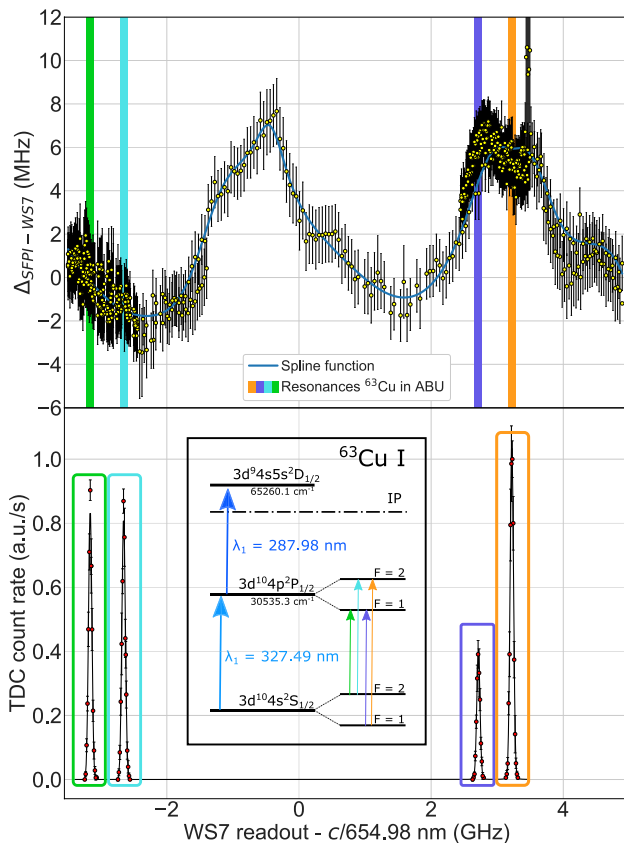 12
10
8
6
4
2
0
−2
−4
−6
Δ_SFPI − WS7 (MHz)
Spline function
Resonances ⁶³Cu in ABU
1.0
0.8
0.6
0.4
0.2
0.0
TDC count rate (a.u./s)
⁶³Cu I
3d⁹4s5s²D₁/₂
65260.1 cm⁻¹
IP
λ₁ = 287.98 nm
3d¹⁰4p²P₁/₂
30535.3 cm⁻¹
F = 2
F = 1
λ₁ = 327.49 nm
3d¹⁰4s²S₁/₂
F = 2
F = 1
−2 0 2 4
WS7 readout - c/654.98 nm (GHz)